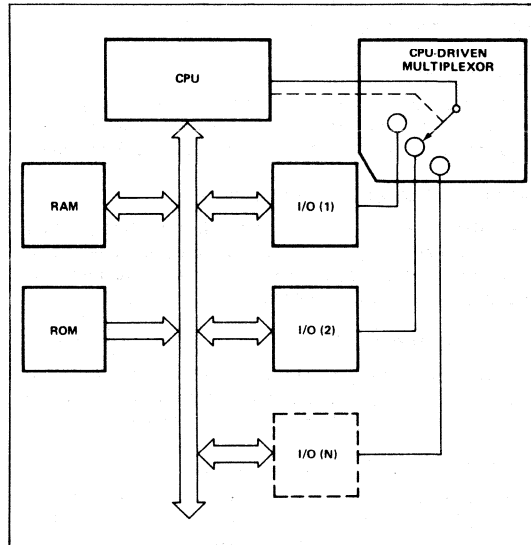 CPU
CPU-DRIVEN
MULTIPLEXOR
RAM
I/O (1)
ROM
I/O (2)
I/O (N)